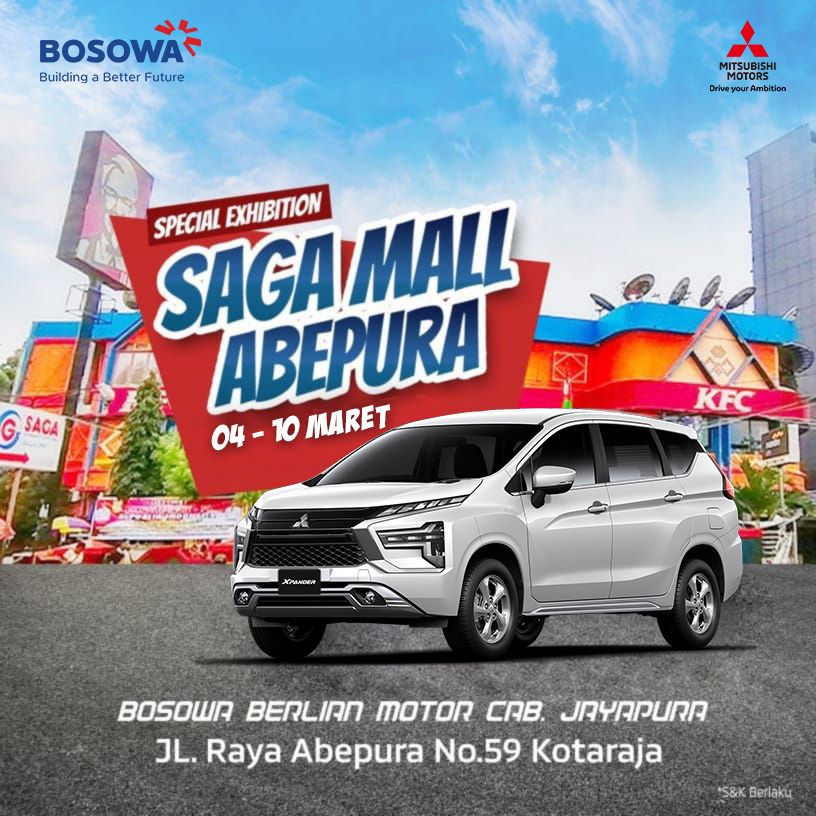 BOSOWA
Building a Better Future
MITSUBISHI
MOTORS
Drive your Ambition
SPECIAL EXHIBITION
SAGA MALL
ABEPURA
04 - 10 MARET
KFC
G SAGA
XPANDER
BOSOWA BERLIAN MOTOR CAB. JAYAPURA
JL. Raya Abepura No.59 Kotaraja
*S&K Berlaku